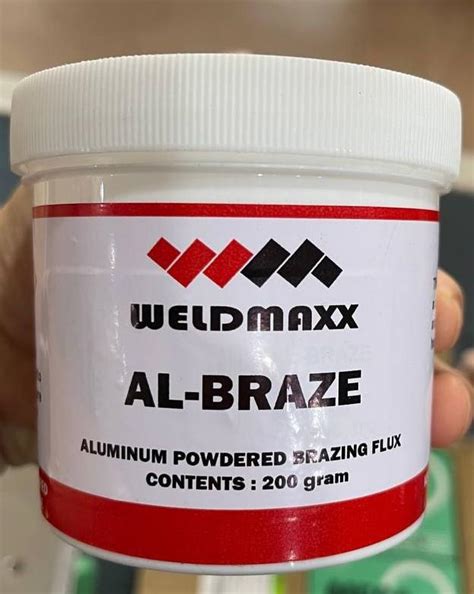 WELDMAXX
AL-BRAZE
ALUMINUM POWDERED BRAZING FLUX
CONTENTS : 200 gram